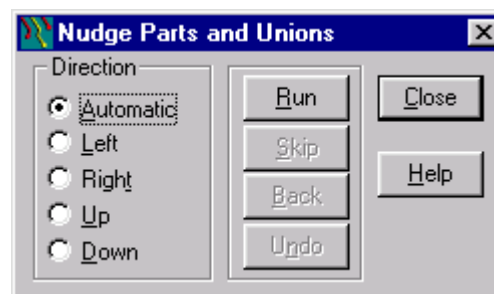 Nudge Parts and Unions
Direction
Automatic
Left
Right
Up
Down
Run
Skip
Back
Undo
Close
Help